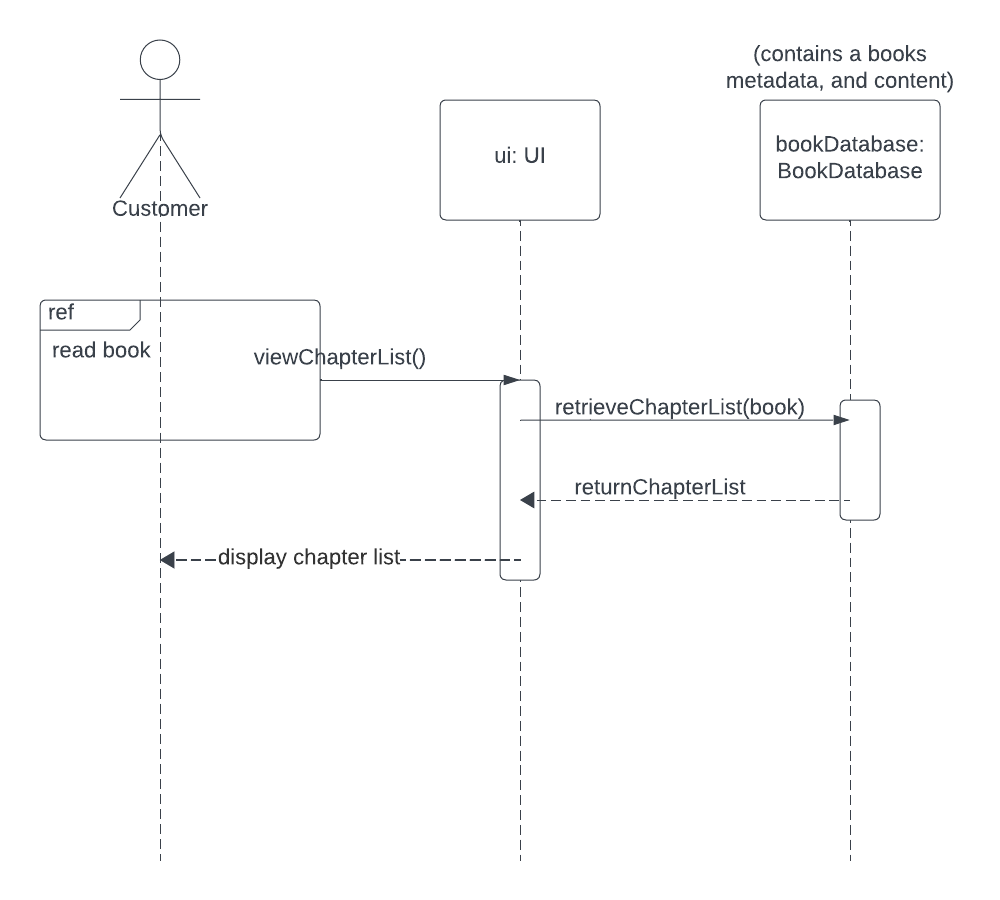 (contains a books
metadata, and content)
ui: UI
bookDatabase:
BookDatabase
Customer
ref
read book
viewChapterList()
retrieveChapterList(book)
returnChapterList
display chapter list